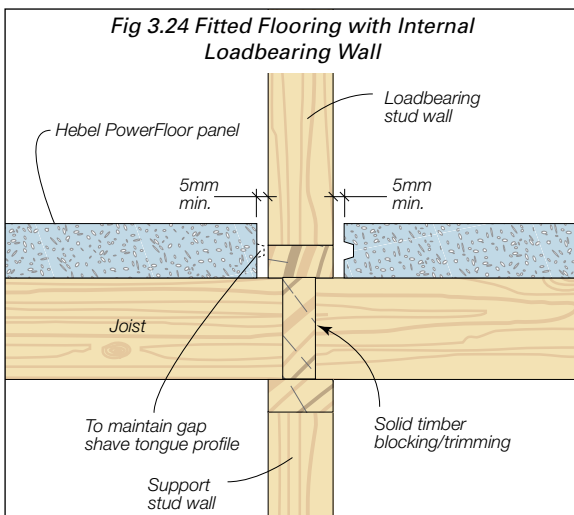 Fig 3.24 Fitted Flooring with Internal
Loadbearing Wall
Loadbearing
stud wall
Hebel PowerFloor panel
5mm
min.
5mm
min.
Joist
To maintain gap
shave tongue profile
Solid timber
blocking/trimming
Support
stud wall